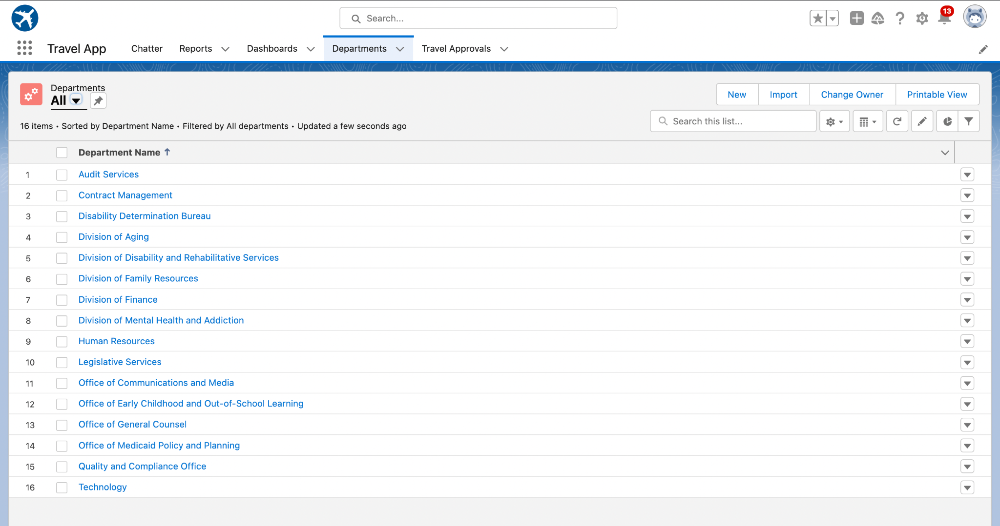 Search...
13
Travel App
Chatter
Reports
Dashboards
Departments
Travel Approvals
Departments
All
New
Import
Change Owner
Printable View
16 items • Sorted by Department Name • Filtered by All departments • Updated a few seconds ago
Search this list...
Department Name
1 Audit Services
2 Contract Management
3 Disability Determination Bureau
4 Division of Aging
5 Division of Disability and Rehabilitative Services
6 Division of Family Resources
7 Division of Finance
8 Division of Mental Health and Addiction
9 Human Resources
10 Legislative Services
11 Office of Communications and Media
12 Office of Early Childhood and Out-of-School Learning
13 Office of General Counsel
14 Office of Medicaid Policy and Planning
15 Quality and Compliance Office
16 Technology